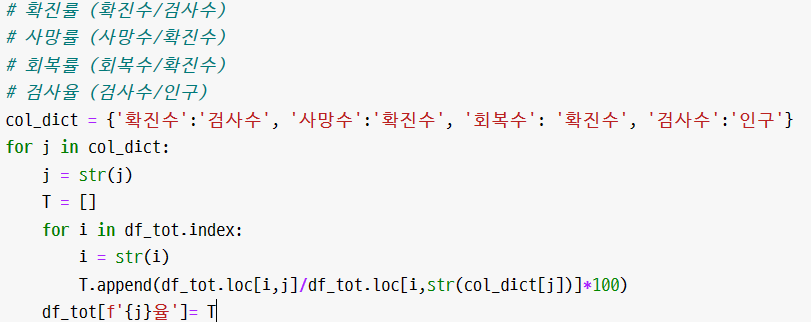 # 확진률 (확진수/검사수)
# 사망률 (사망수/확진수)
# 회복률 (회복수/확진수)
# 검사율 (검사수/인구)
col_dict = {'확진수':'검사수', '사망수':'확진수', '회복수': '확진수', '검사수':'인구'}
for j in col_dict:
    j = str(j)
    T = []
    for i in df_tot.index:
        i = str(i)
        T.append(df_tot.loc[i,j]/df_tot.loc[i,str(col_dict[j])]*100)
    df_tot[f'{j}율']= T